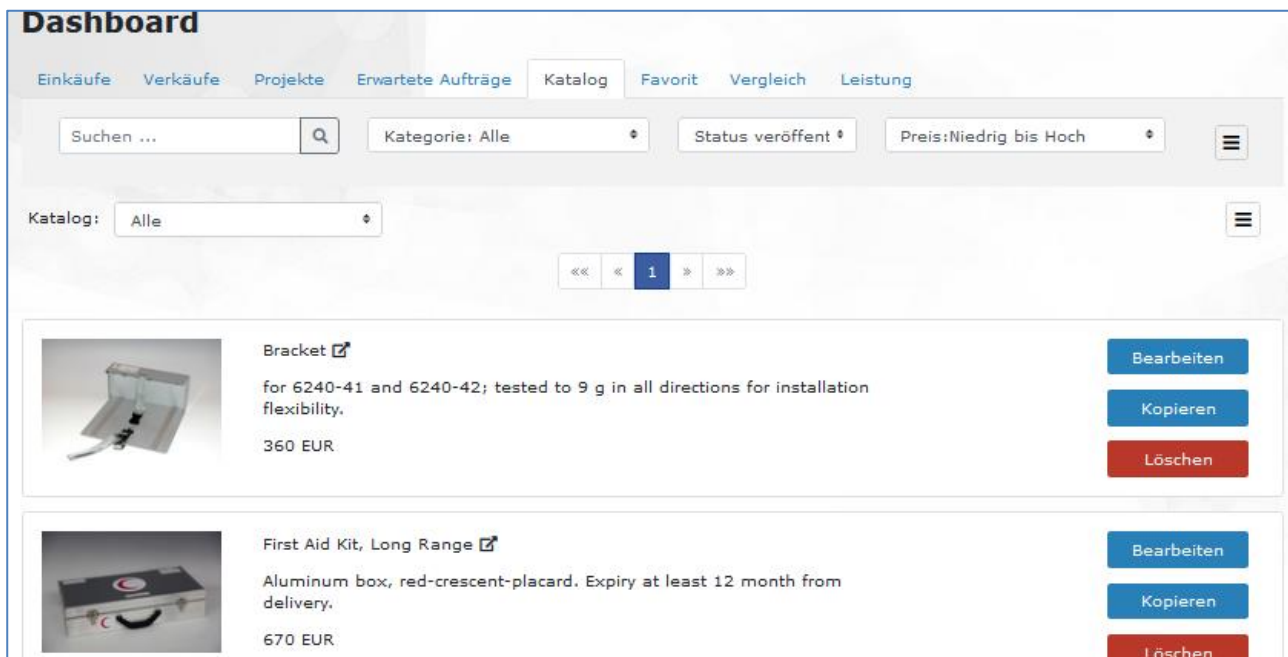 Dashboard
Einkäufe Verkäufe Projekte Erwartete Aufträge Katalog Favorit Vergleich Leistung
Suchen ... Kategorie: Alle Status veröffent Preis:Niedrig bis Hoch
Katalog: Alle
«« « 1 » »»
Bracket
for 6240-41 and 6240-42; tested to 9 g in all directions for installation
flexibility.
360 EUR
Bearbeiten
Kopieren
Löschen
First Aid Kit, Long Range
Aluminum box, red-crescent-placard. Expiry at least 12 month from
delivery.
670 EUR
Bearbeiten
Kopieren
Löschen